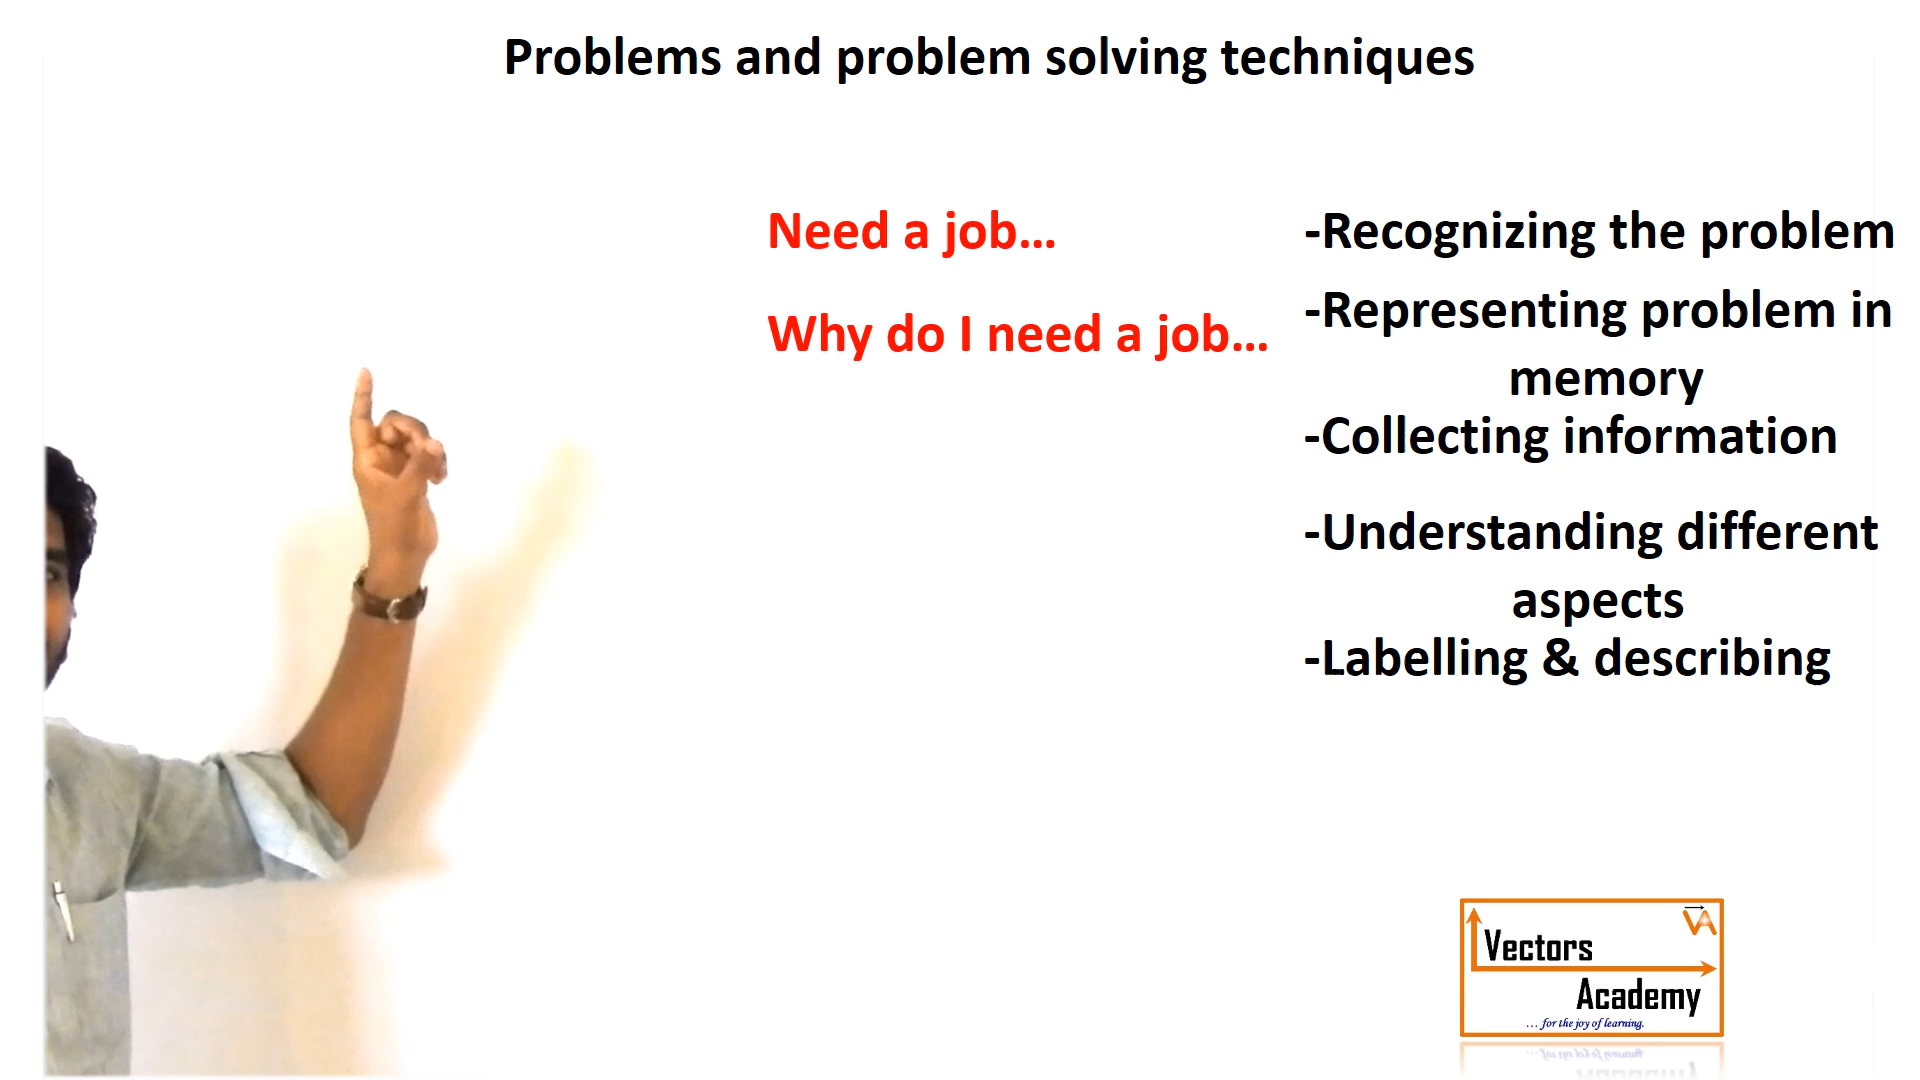 Problems and problem solving techniques
Need a job...
Why do I need a job...
-Recognizing the problem
-Representing problem in
memory
-Collecting information
-Understanding different
aspects
-Labelling & describing
VA
Vectors
Academy
... for the joy of learning.